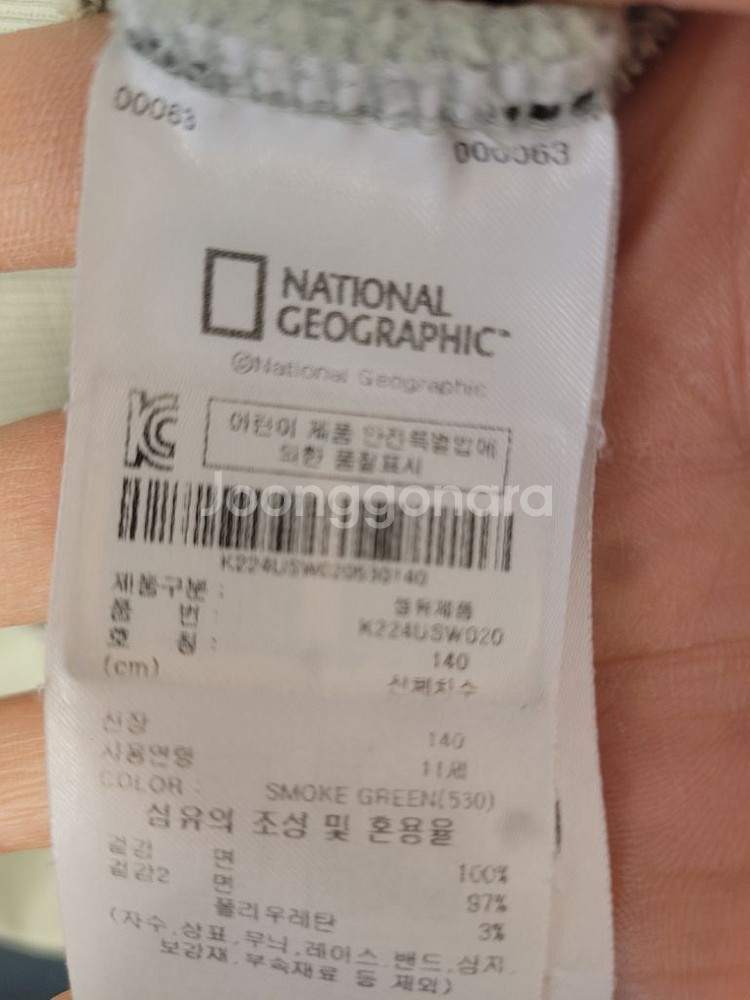 00063
000063
NATIONAL
GEOGRAPHIC™
©National Geographic
KC
어린이 제품 안전특별법에
의한 품질표시
Joonggonara
K224USW020530140
제품구분 : 섬유제품
품 번 : K224USW020
호 칭 : 140
(cm) 신체치수
신장 140
사용연령 11세
COLOR : SMOKE GREEN(530)
섬유의 조성 및 혼용율
겉감 면 100%
겉감2 면 97%
폴리우레탄 3%
(자수,상표,무늬,레이스,밴드,심지,
보강재,부속재료 등 제외)